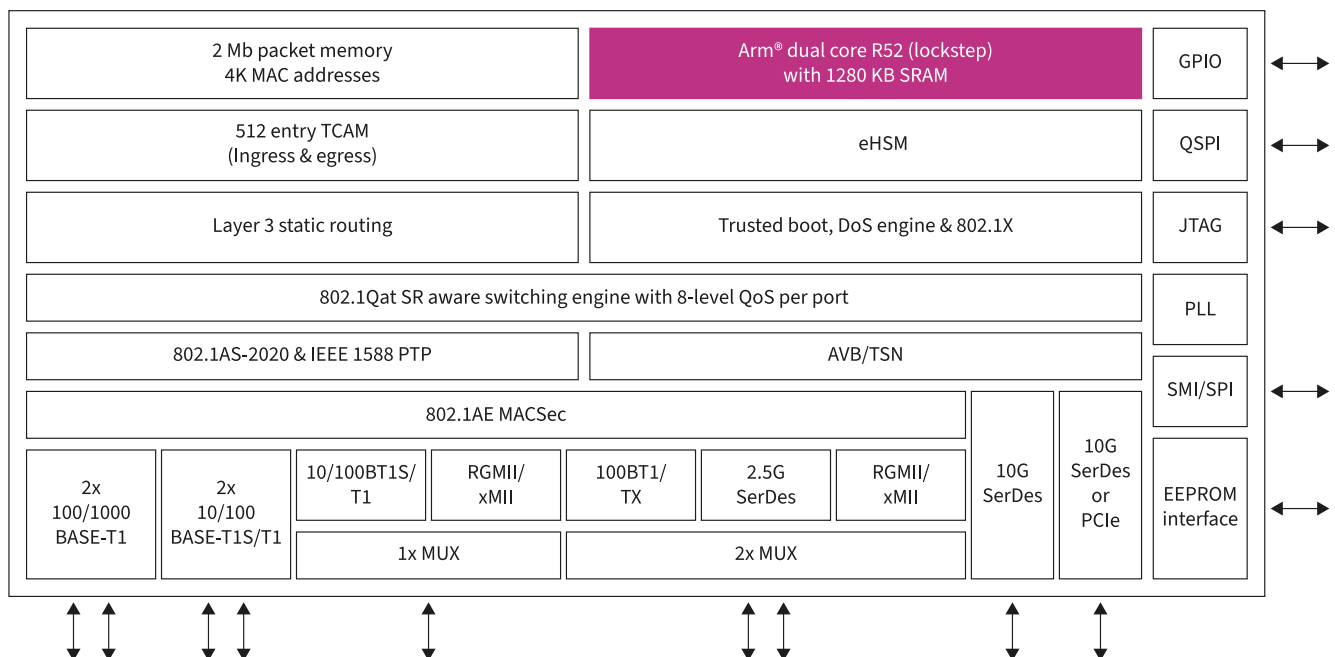 2 Mb packet memory
4K MAC addresses
Arm® dual core R52 (lockstep)
with 1280 KB SRAM
GPIO
512 entry TCAM
(Ingress & egress)
eHSM
QSPI
Layer 3 static routing
Trusted boot, DoS engine & 802.1X
JTAG
802.1Qat SR aware switching engine with 8-level QoS per port
PLL
802.1AS-2020 & IEEE 1588 PTP
AVB/TSN
SMI/SPI
802.1AE MACSec
2x
100/1000
BASE-T1
2x
10/100
BASE-T1S/T1
10/100BT1S/
T1
RGMII/
xMII
100BT1/
TX
2.5G
SerDes
RGMII/
xMII
10G
SerDes
10G
SerDes
or
PCIe
EEPROM
interface
1x MUX
2x MUX